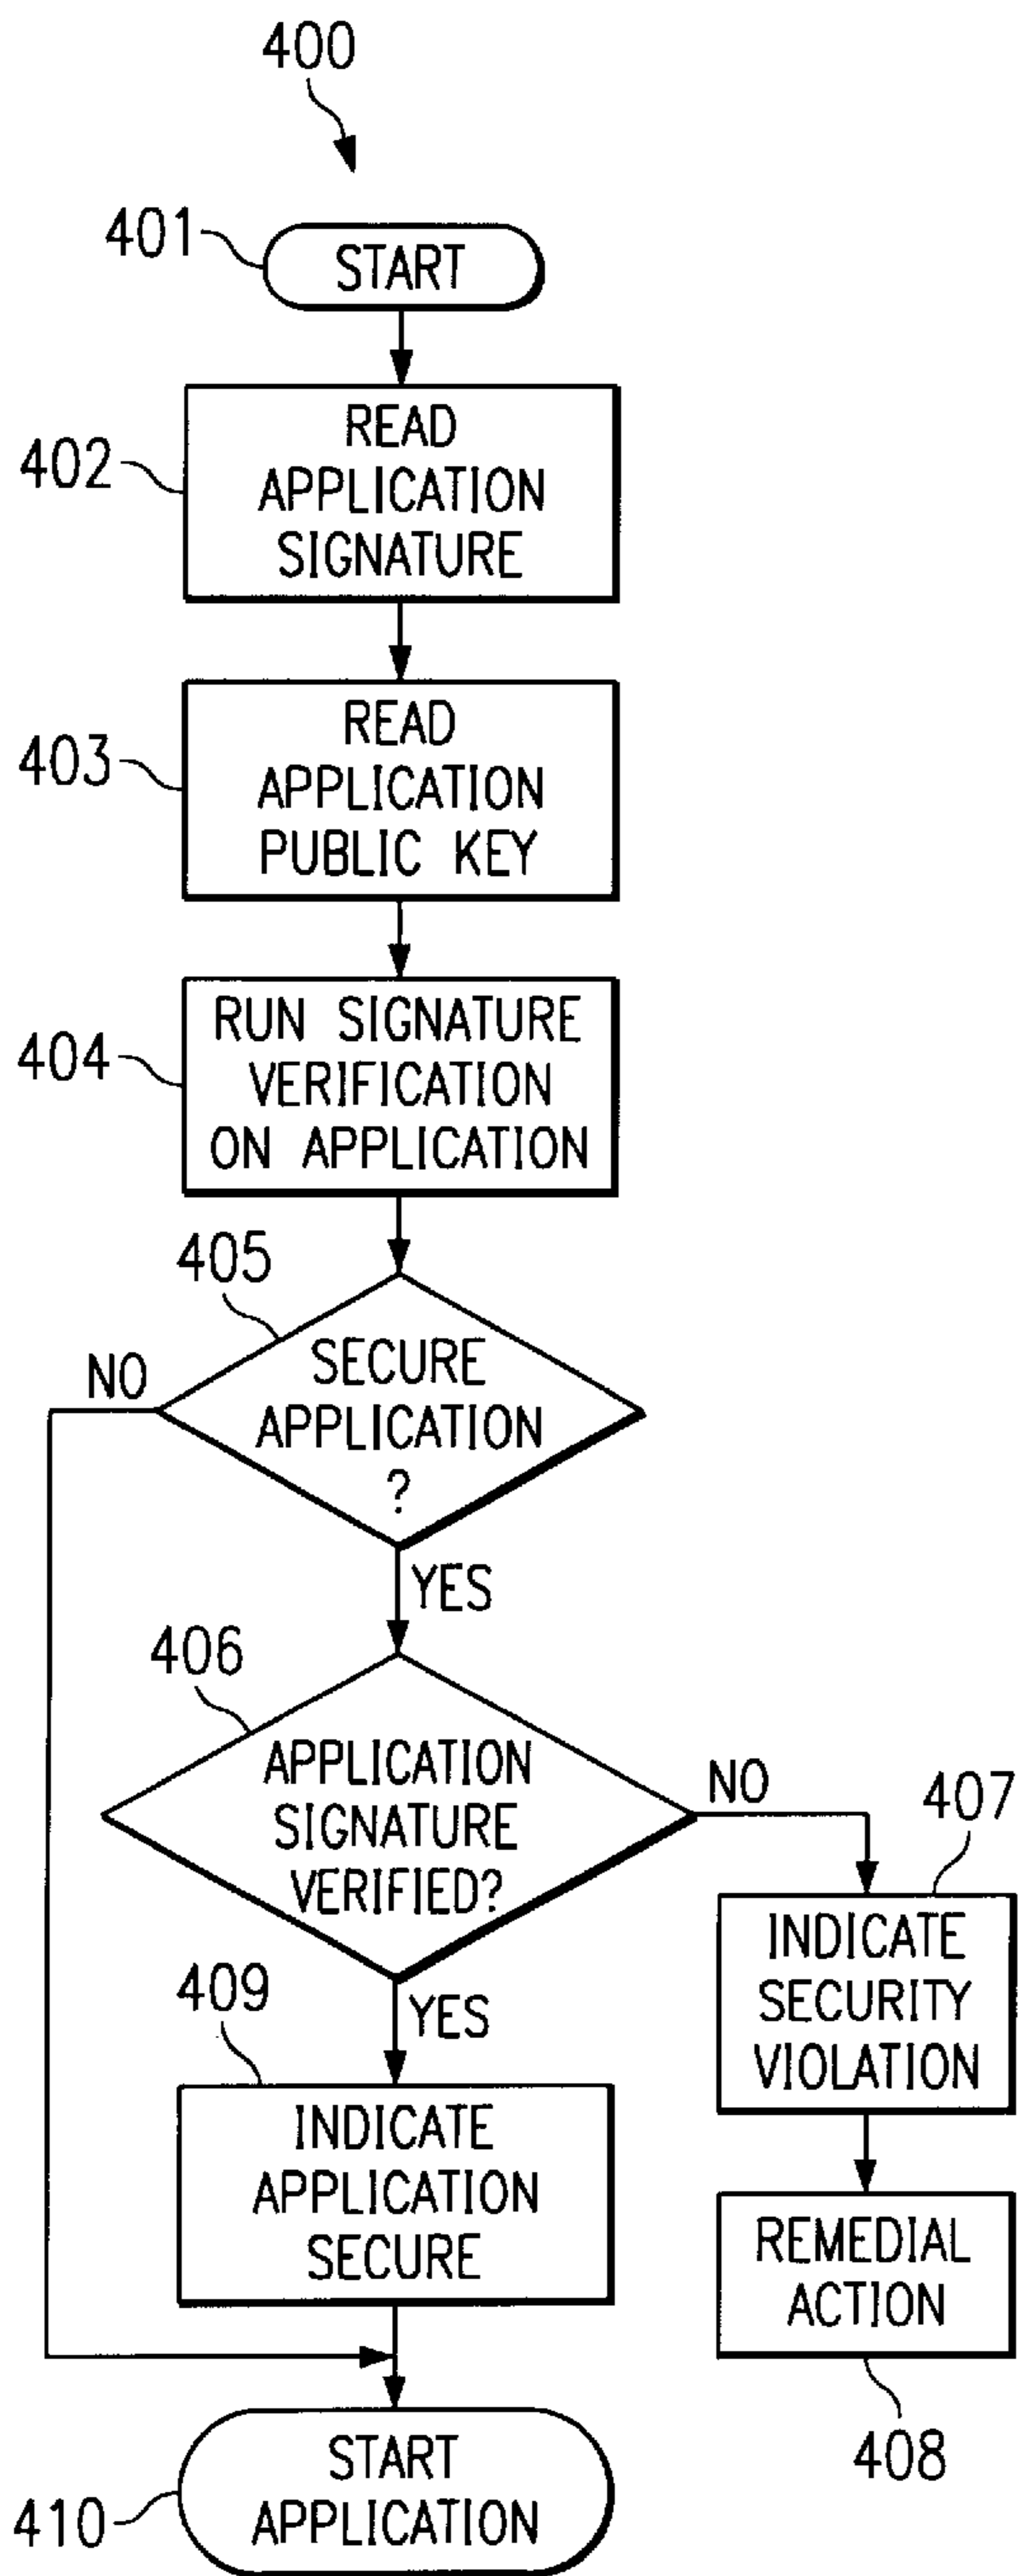 400
401
START
402
READ
APPLICATION
SIGNATURE
403
READ
APPLICATION
PUBLIC KEY
404
RUN SIGNATURE
VERIFICATION
ON APPLICATION
405
SECURE
APPLICATION
?
NO
YES
406
APPLICATION
SIGNATURE
VERIFIED?
NO
407
INDICATE
SECURITY
VIOLATION
REMEDIAL
ACTION
408
YES
409
INDICATE
APPLICATION
SECURE
410
START
APPLICATION